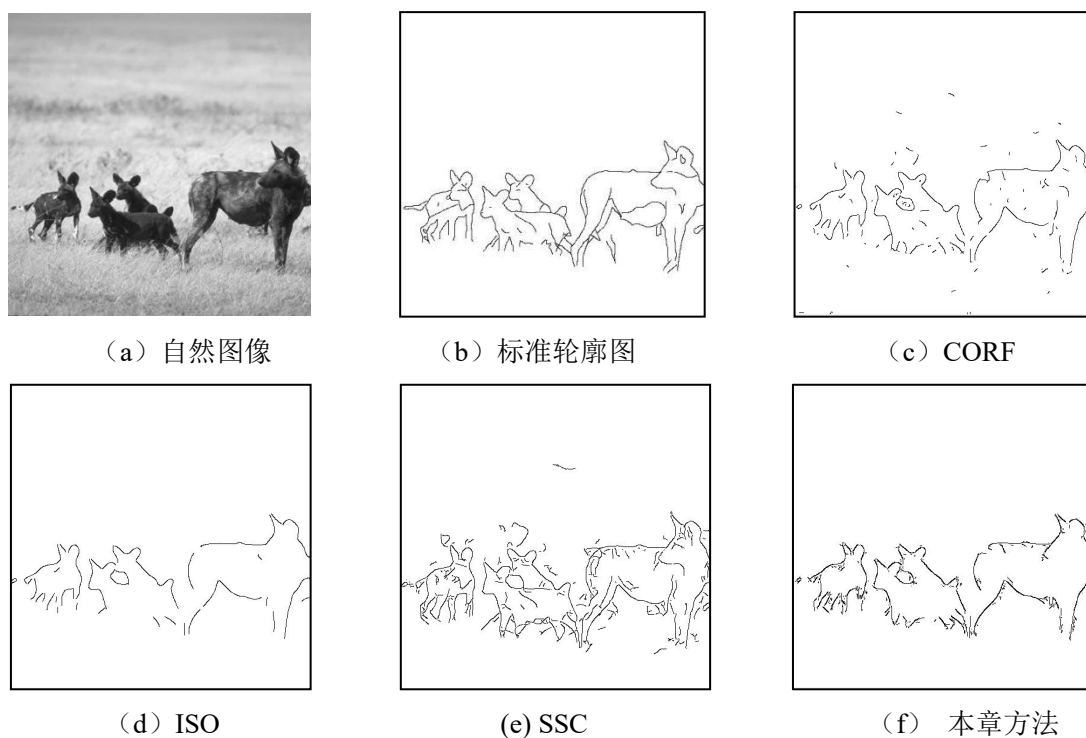 （a）自然图像
（b）标准轮廓图
（c）CORF
（d）ISO
(e) SSC
（f） 本章方法